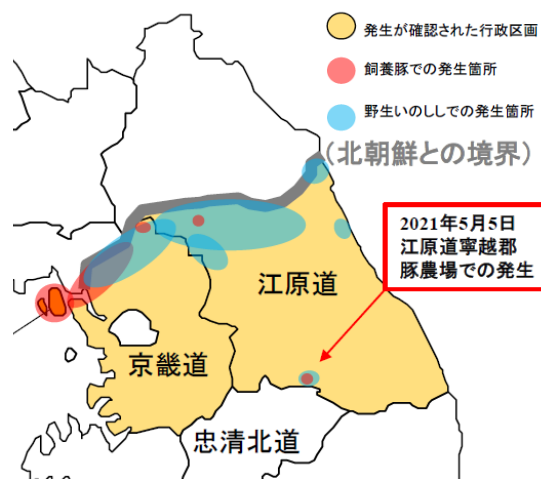 発生が確認された行政区画
飼養豚での発生箇所
野生いのししでの発生箇所
(北朝鮮との境界)
2021年5月5日
江原道寧越郡
豚農場での発生
江原道
京畿道
忠清北道